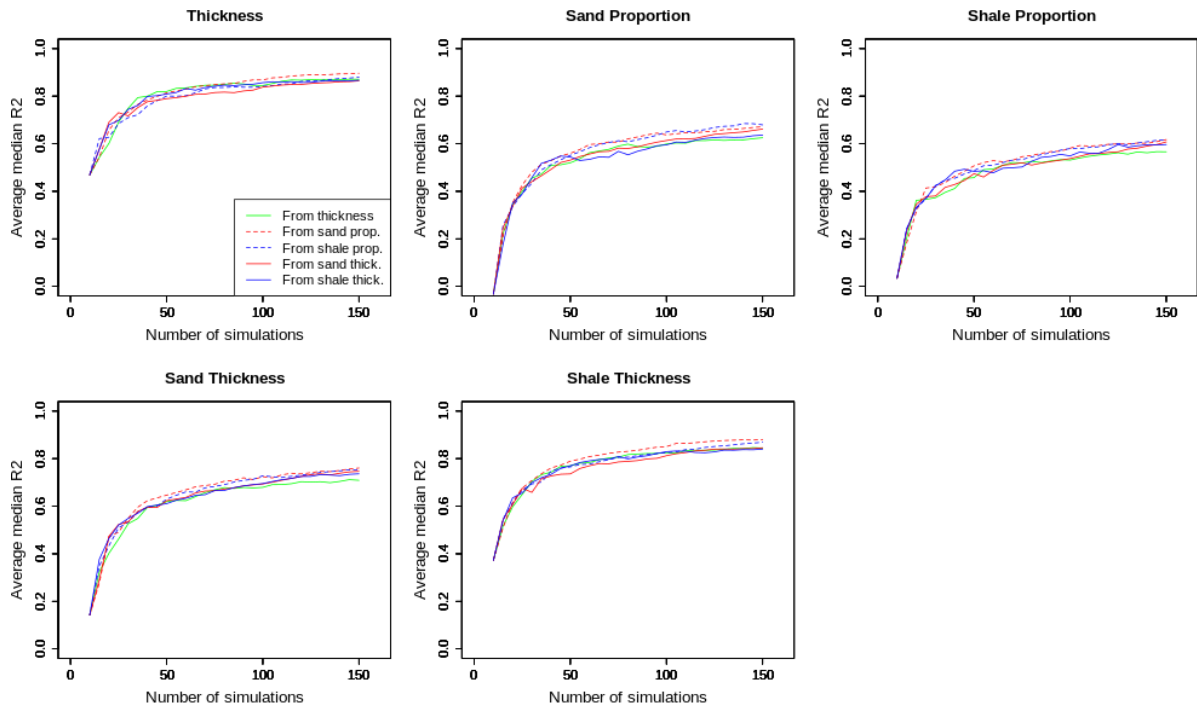 Thickness
Average median R2
0.0 0.2 0.4 0.6 0.8 1.0
From thickness
From sand prop.
From shale prop.
From sand thick.
From shale thick.
0 50 100 150
Number of simulations
Sand Proportion
Average median R2
0.0 0.2 0.4 0.6 0.8 1.0
0 50 100 150
Number of simulations
Shale Proportion
Average median R2
0.0 0.2 0.4 0.6 0.8 1.0
0 50 100 150
Number of simulations
Sand Thickness
Average median R2
0.0 0.2 0.4 0.6 0.8 1.0
0 50 100 150
Number of simulations
Shale Thickness
Average median R2
0.0 0.2 0.4 0.6 0.8 1.0
0 50 100 150
Number of simulations